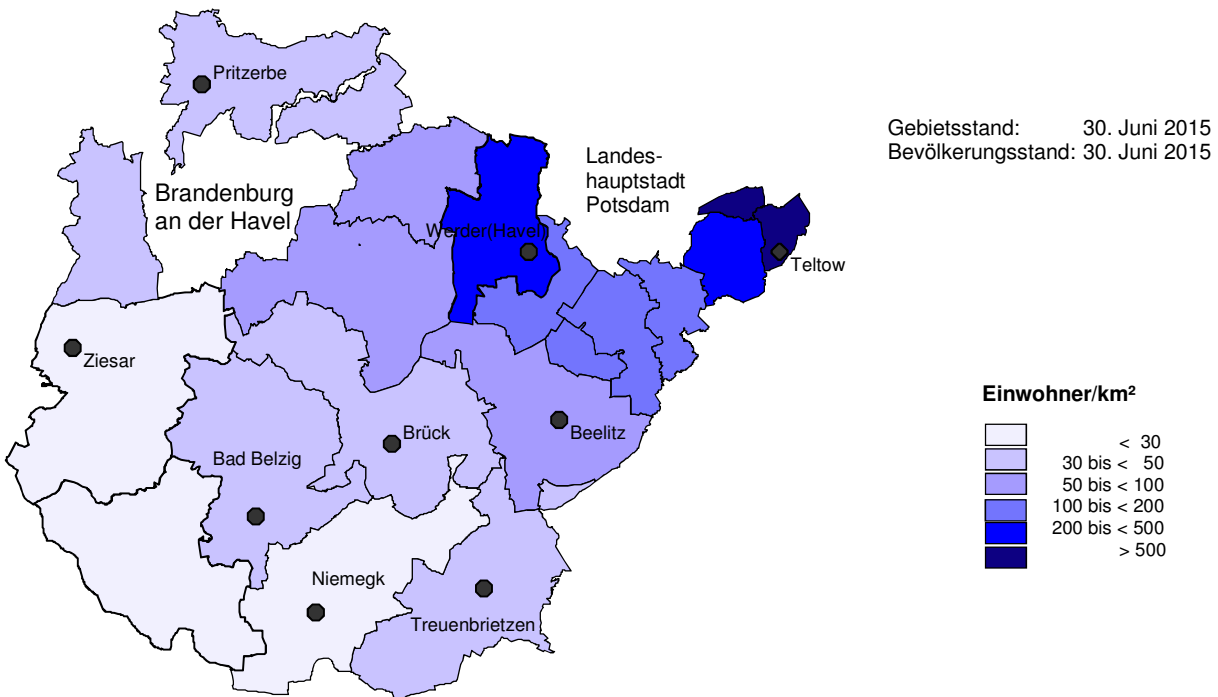 Pritzerbe
Gebietsstand: 30. Juni 2015
Bevölkerungsstand: 30. Juni 2015
Landes-
hauptstadt
Potsdam
Brandenburg
an der Havel
Werder(Havel)
Teltow
Ziesar
Einwohner/km²
Brück
Beelitz
< 30
Bad Belzig
30 bis < 50
50 bis < 100
100 bis < 200
200 bis < 500
> 500
Niemegk
Treuenbrietzen